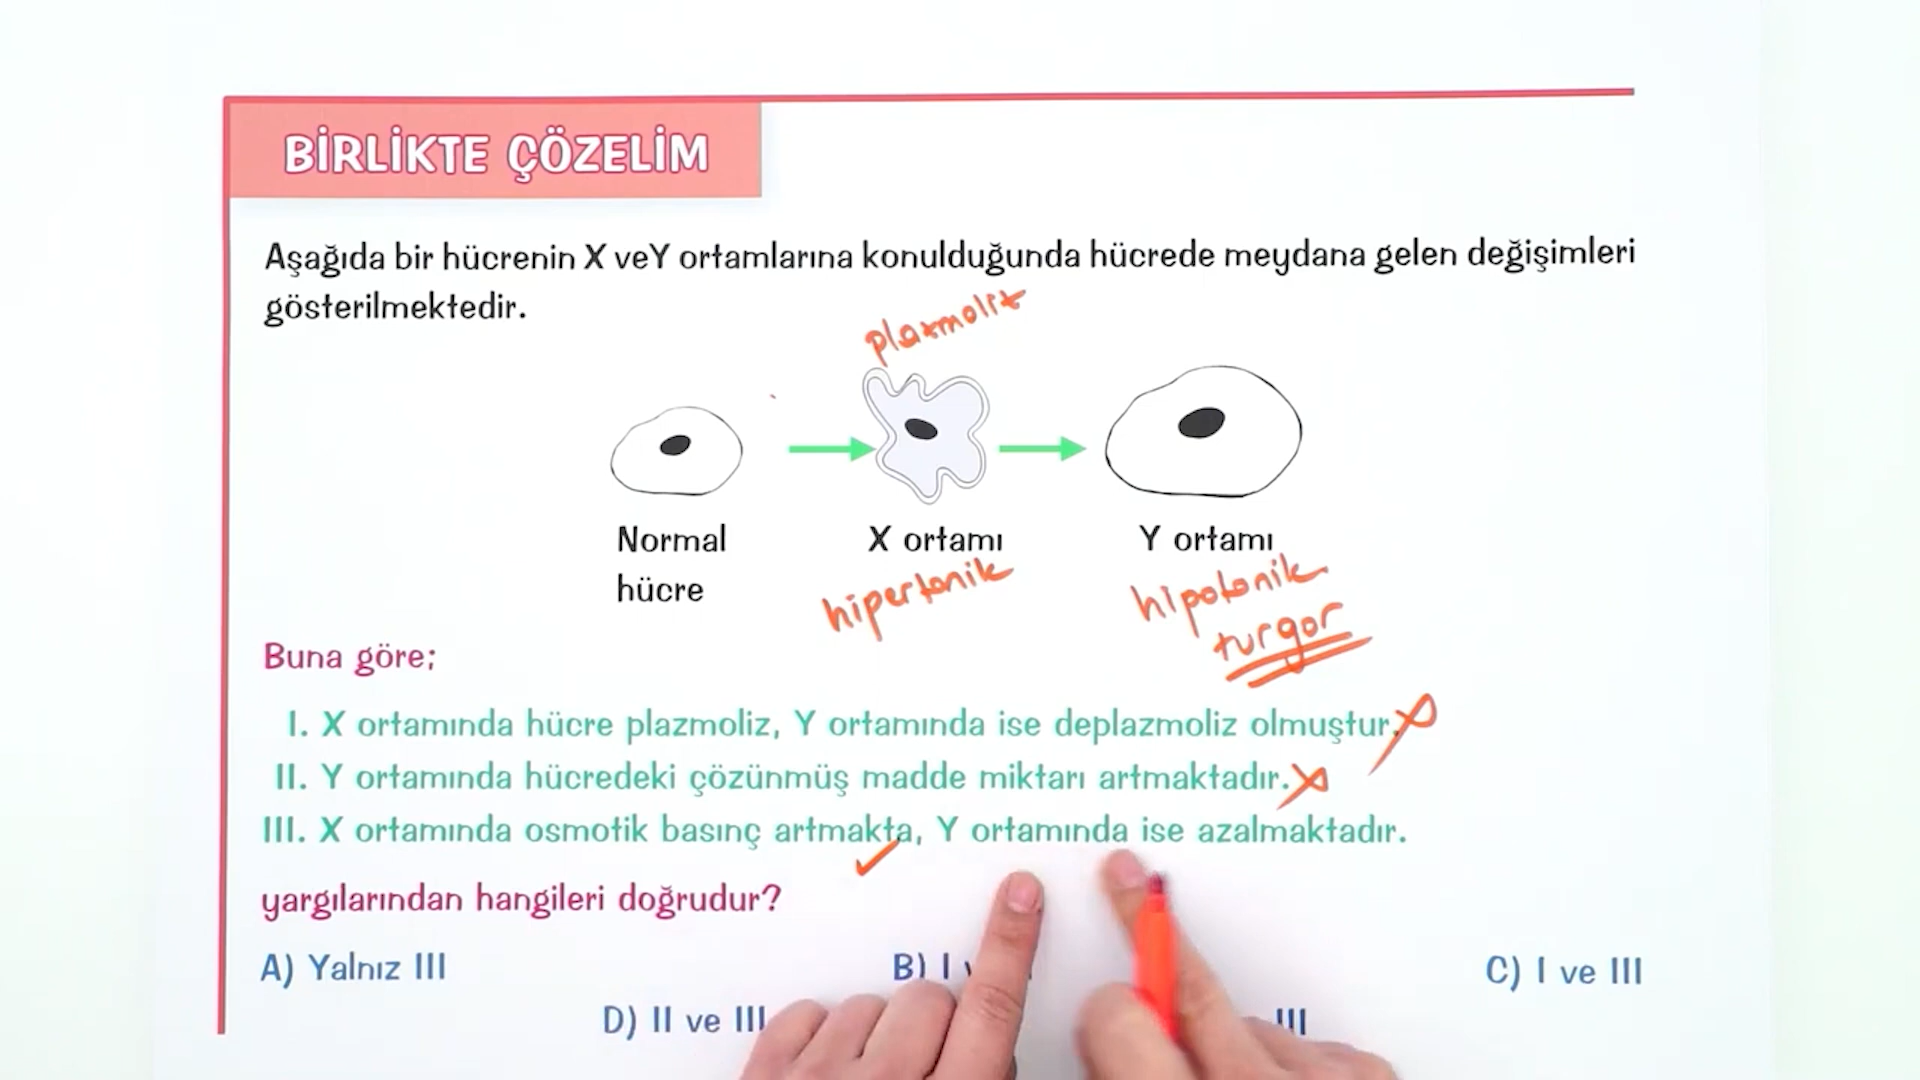 BİRLİKTE ÇÖZELİM
Aşağıda bir hücrenin X veY ortamlarına konulduğunda hücrede meydana gelen değişimleri
gösterilmektedir.
plazmoliz
Normal
hücre
X ortamı
Y ortamı
hipertonik
hipotonik
turgor
Buna göre;
I. X ortamında hücre plazmoliz, Y ortamında ise deplazmoliz olmuştur.
II. Y ortamında hücredeki çözünmüş madde miktarı artmaktadır.
III. X ortamında osmotik basınç artmakta, Y ortamında ise azalmaktadır.
yargılarından hangileri doğrudur?
A) Yalnız III
B) I
C) I ve III
D) II ve III
III